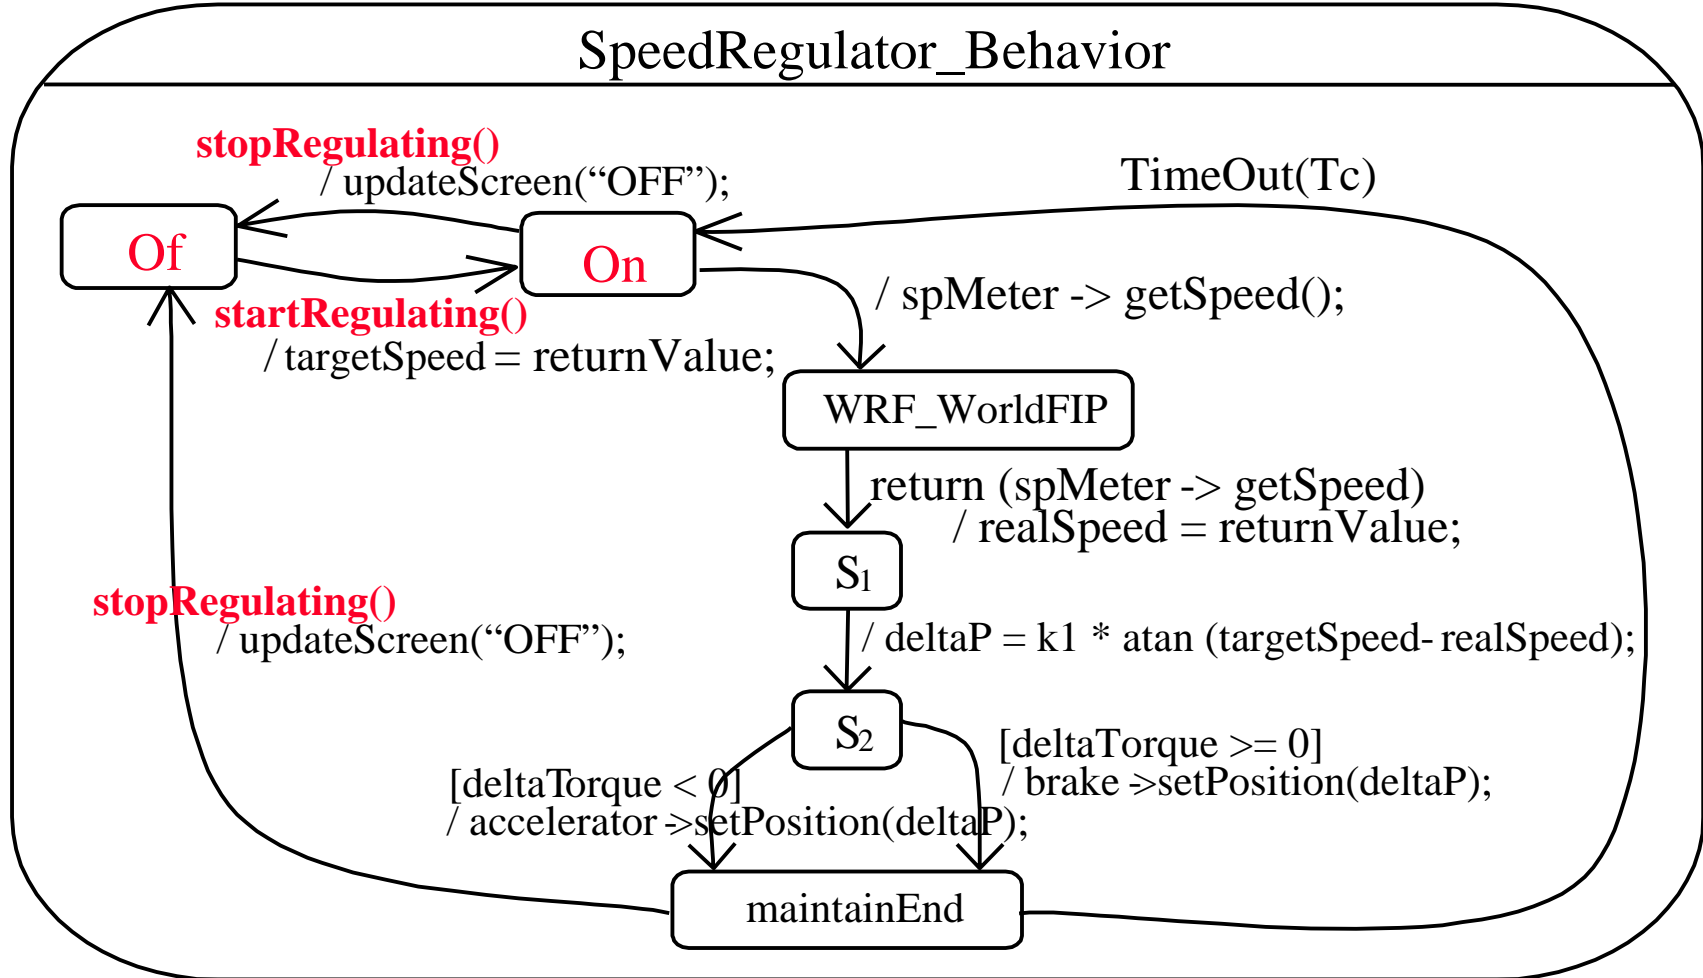 SpeedRegulator_Behavior
stopRegulating()
/ updateScreen(“OFF”);
TimeOut(Tc)
Of
On
startRegulating()
/ targetSpeed = returnValue;
/ spMeter -> getSpeed();
WRF_WorldFIP
return (spMeter -> getSpeed)
/ realSpeed = returnValue;
S1
stopRegulating()
/ updateScreen(“OFF”);
/ deltaP = k1 * atan (targetSpeed- realSpeed);
S2
[deltaTorque >= 0]
/ brake ->setPosition(deltaP);
[deltaTorque < 0]
/ accelerator ->setPosition(deltaP);
maintainEnd